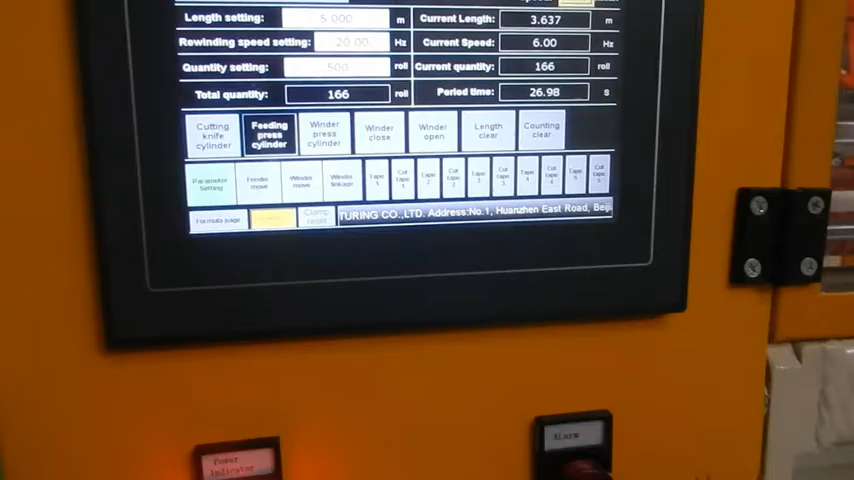 Length setting: 5.000 m Current Length: 3.637 m
Rewinding speed setting: 20.00 Hz Current Speed: 6.00 Hz
Quantity setting: 500 roll Current quantity: 166 roll
Total quantity: 166 roll Period time: 26.98 s
Cutting knife cylinder
Feeding press cylinder
Winder press cylinder
Winder close
Winder open
Length clear
Counting clear
Parameter Setting
Feeder move
Winder move
Winder linkage
Tape 1
Cut tape 1
Tape 2
Cut tape 2
Tape 3
Cut tape 3
Tape 4
Cut tape 4
Tape 5
Cut tape 5
Formula page
Clamp reset
TURING CO.,LTD. Address:No.1, Huanzhen East Road, Beij
Power Indicator
Alarm